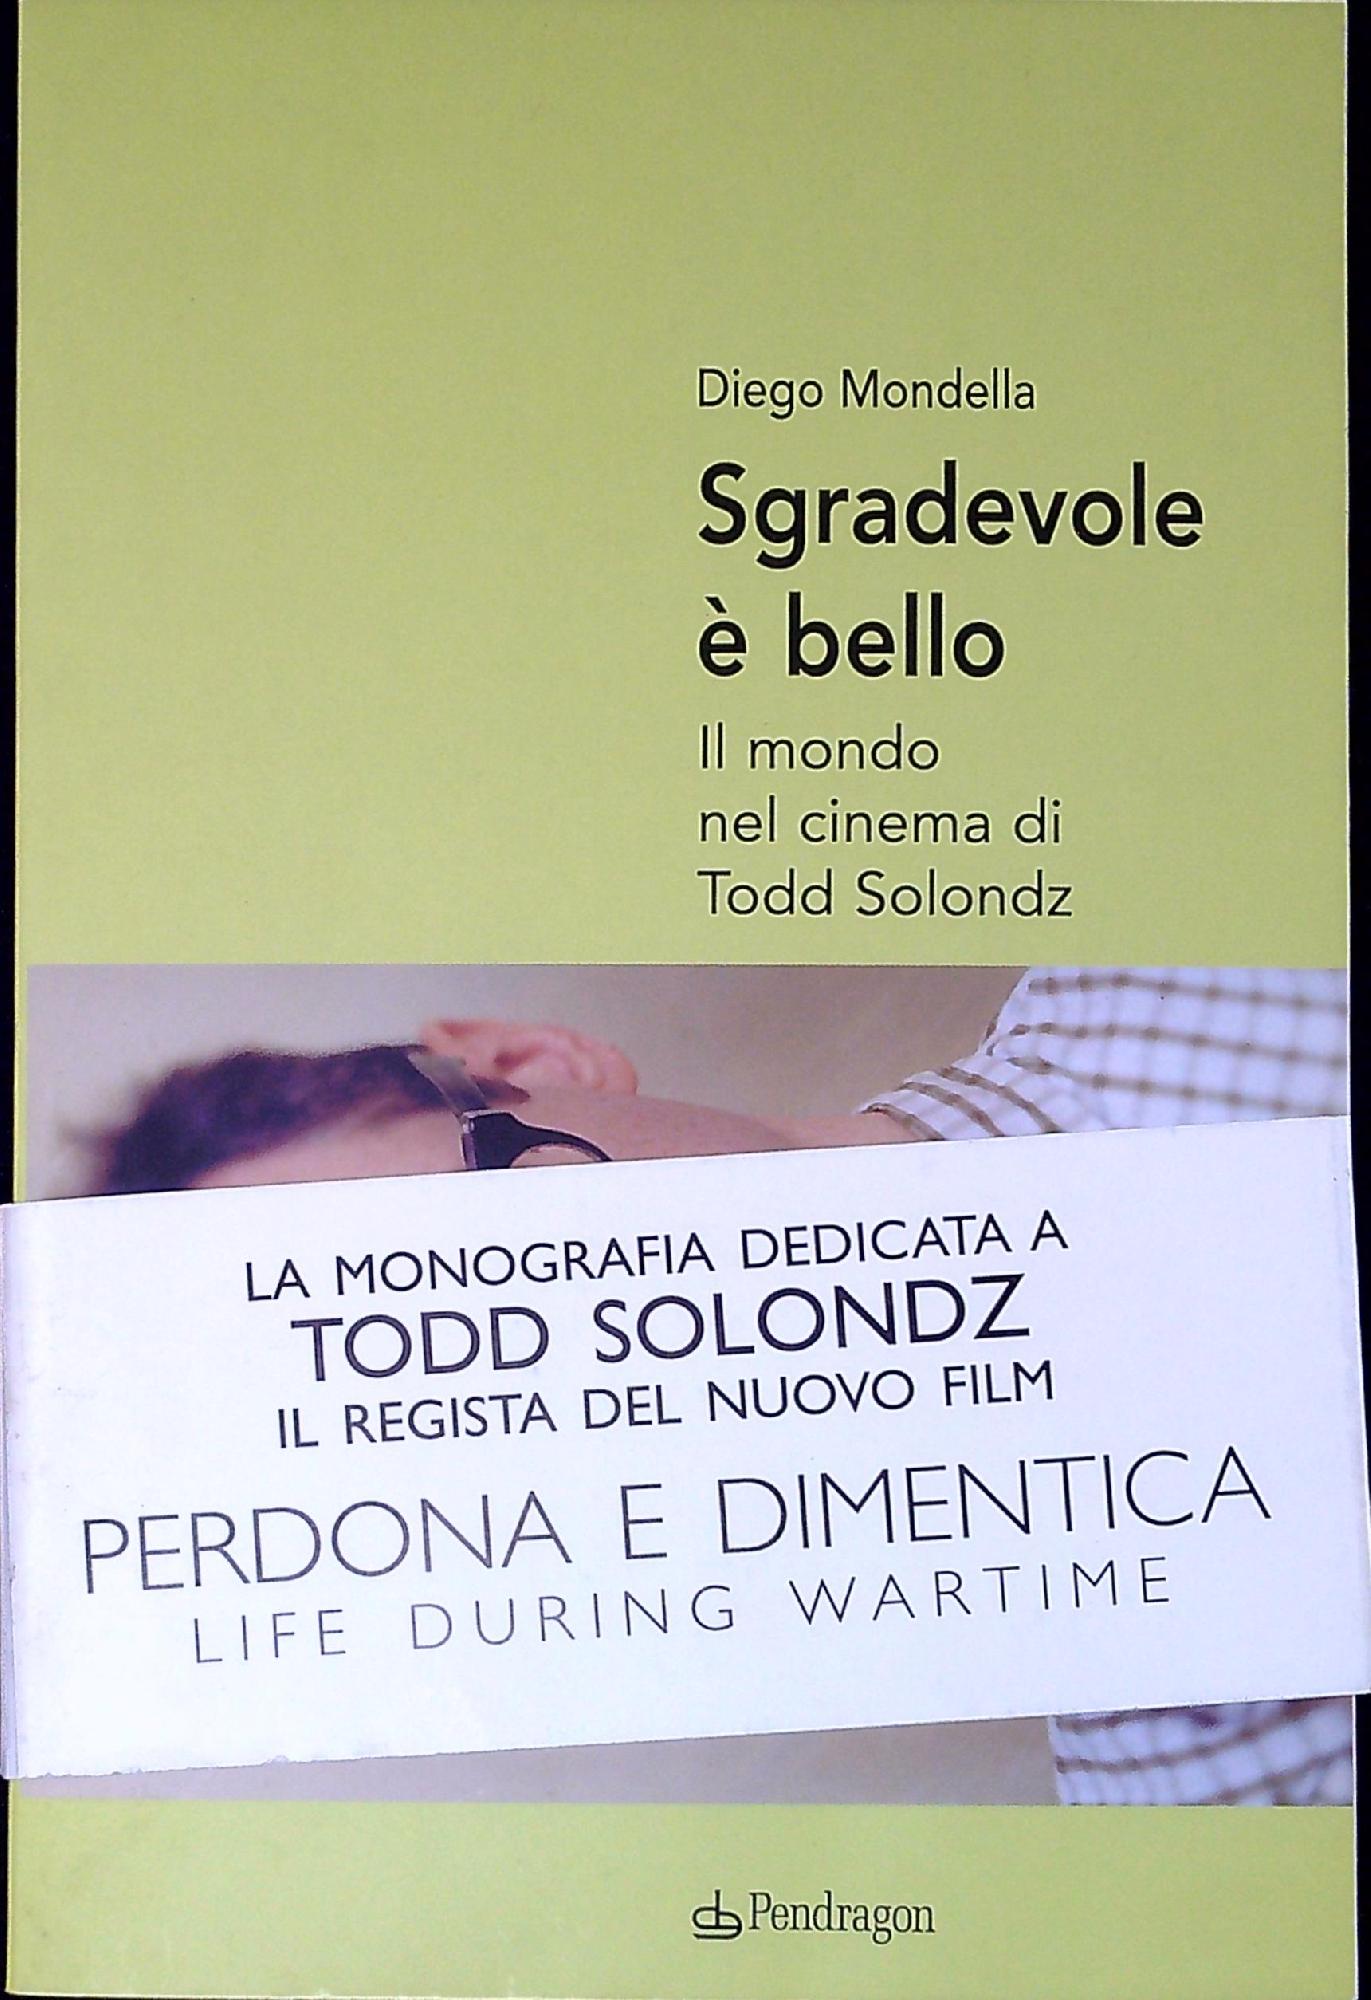 Diego Mondella
Sgradevole
è bello
Il mondo
nel cinema di
Todd Solondz
LA MONOGRAFIA DEDICATA A
TODD SOLONDZ
IL REGISTA DEL NUOVO FILM
PERDONA E DIMENTICA
LIFE DURING WARTIME
Pendragon